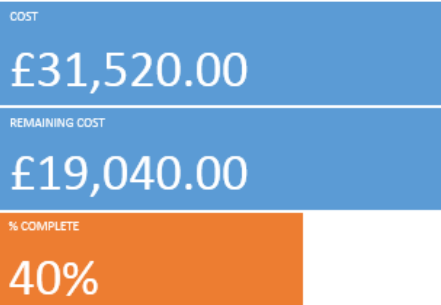 COST
£31,520.00
REMAINING COST
£19,040.00
% COMPLETE
40%